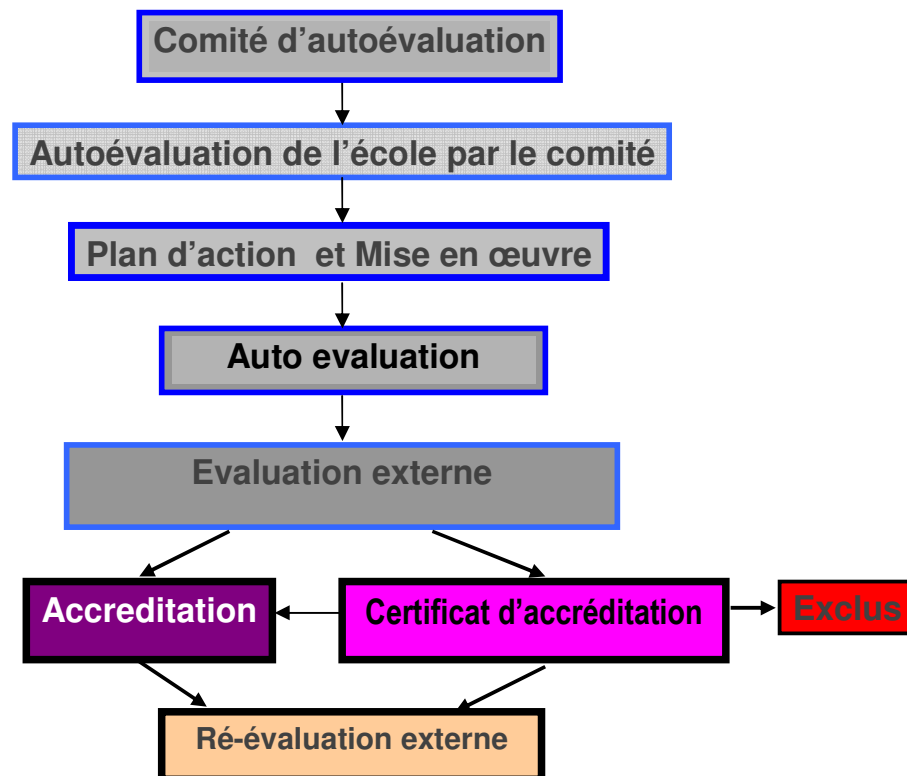 Comité d’autoévaluation
Autoévaluation de l’école par le comité
Plan d’action et Mise en œuvre
Auto evaluation
Evaluation externe
Accreditation
Certificat d’accréditation
Exclus
Ré-évaluation externe